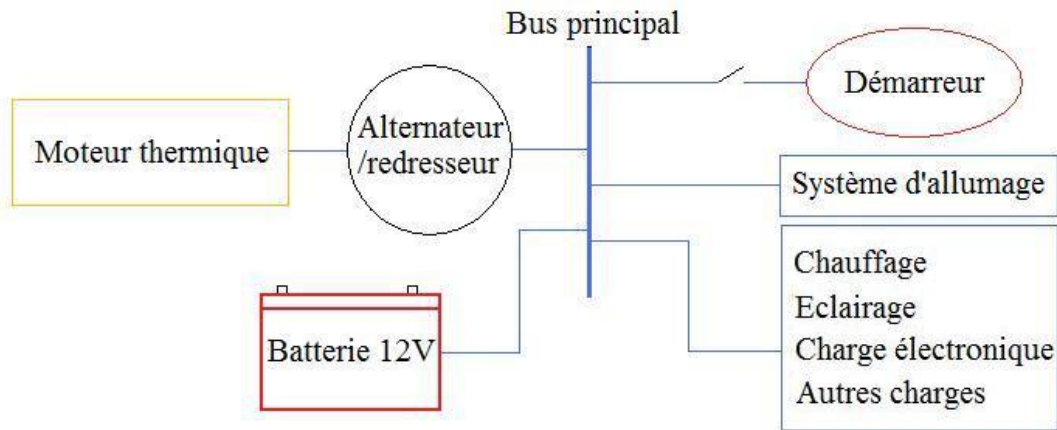 Bus principal
Démarreur
Moteur thermique
Alternateur
/redresseur
Système d'allumage
Batterie 12V
Chauffage
Eclairage
Charge électronique
Autres charges